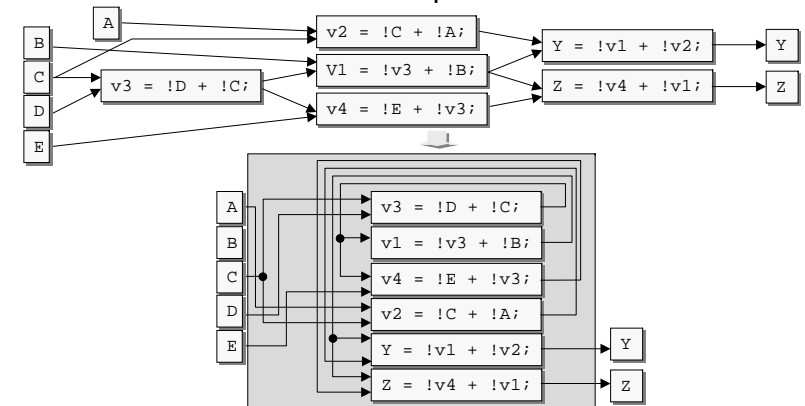 A
v2 = !C + !A;
B
Y = !v1 + !v2;
Y
C
V1 = !v3 + !B;
v3 = !D + !C;
Z = !v4 + !v1;
Z
D
v4 = !E + !v3;
E
A
v3 = !D + !C;
B
v1 = !v3 + !B;
C
v4 = !E + !v3;
D
v2 = !C + !A;
E
Y = !v1 + !v2;
Y
Z = !v4 + !v1;
Z